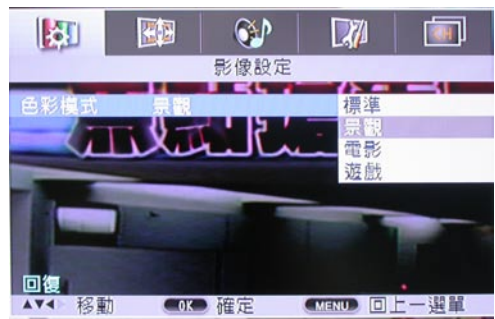 影像設定
色彩模式 景觀
標準
景觀
電影
遊戲
回復
移動 OK 確定 MENU 回上一選單